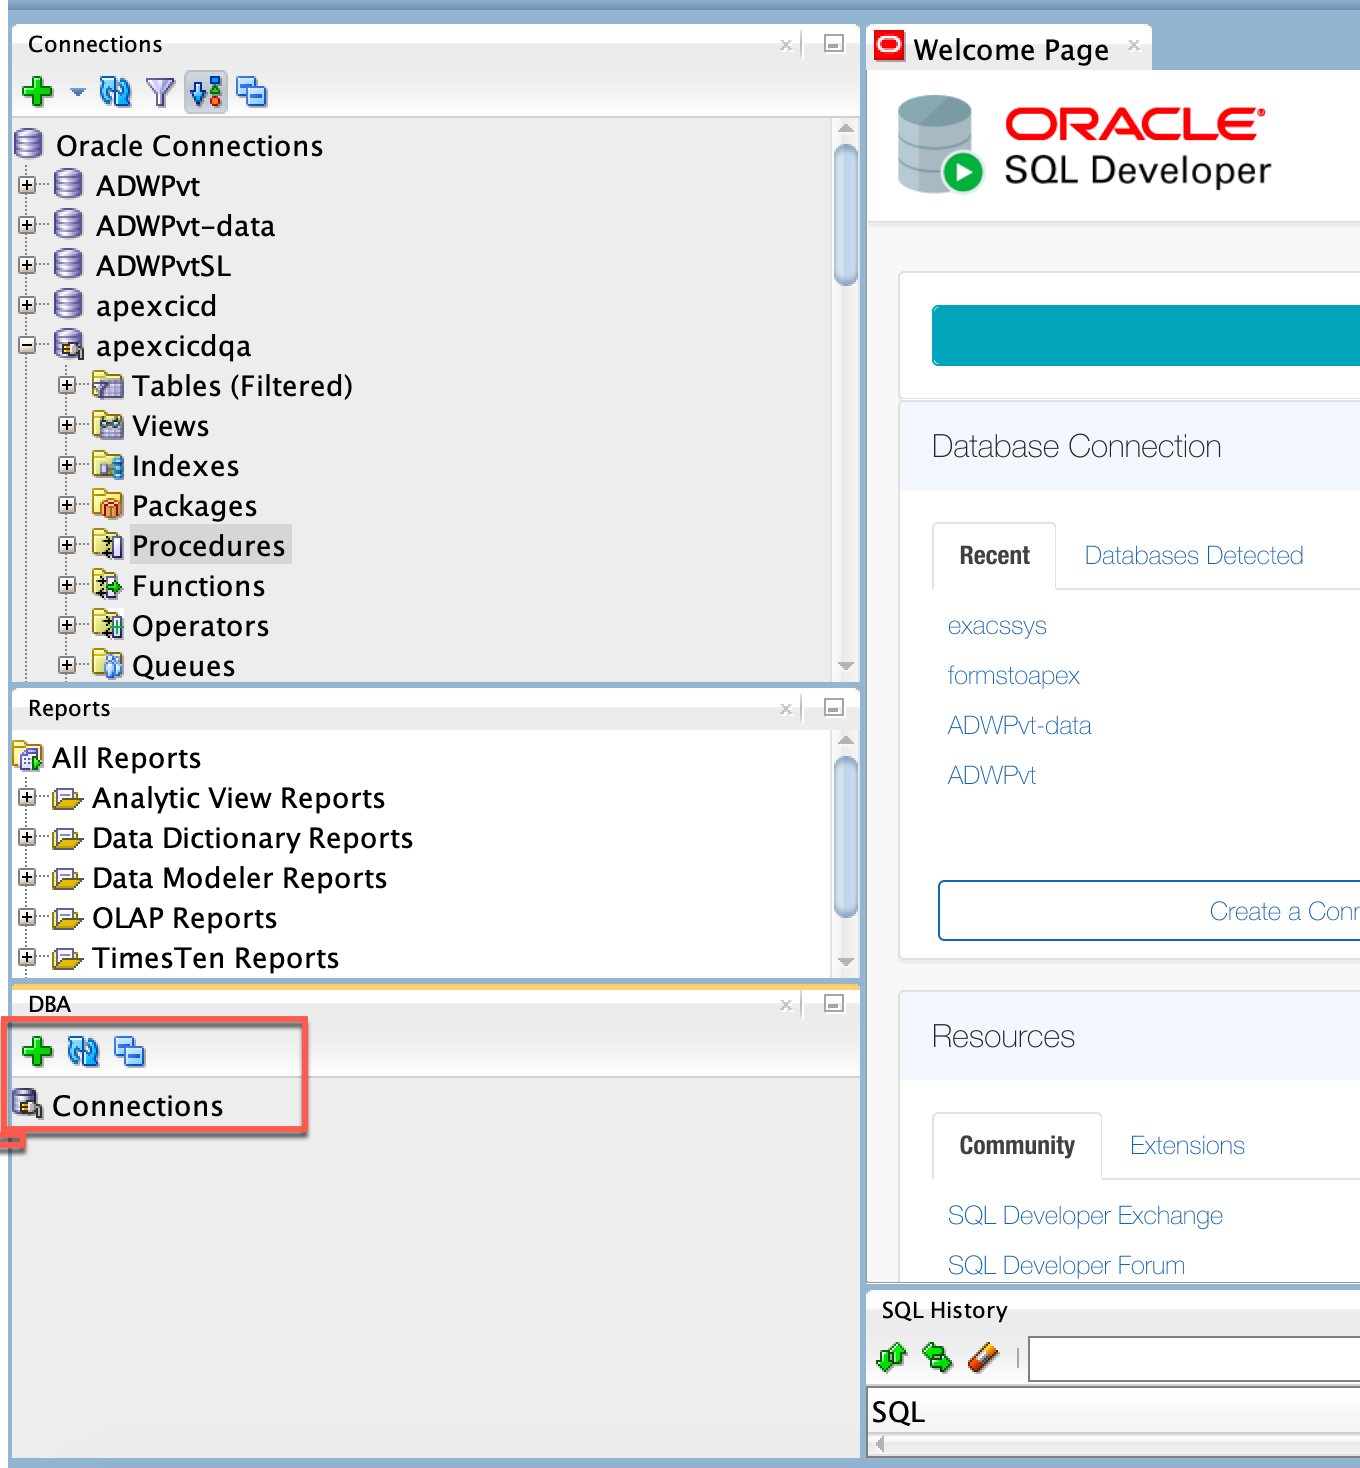 Connections
Oracle Connections
ADWPvt
ADWPvt-data
ADWPvtSL
apexcicd
apexcicdqa
Tables (Filtered)
Views
Indexes
Packages
Procedures
Functions
Operators
Queues
Reports
All Reports
Analytic View Reports
Data Dictionary Reports
Data Modeler Reports
OLAP Reports
TimesTen Reports
DBA
Connections
Welcome Page
ORACLE
SQL Developer
Database Connection
Recent Databases Detected
exacssys
formstoapex
ADWPvt-data
ADWPvt
Create a Conn
Resources
Community Extensions
SQL Developer Exchange
SQL Developer Forum
SQL History
SQL